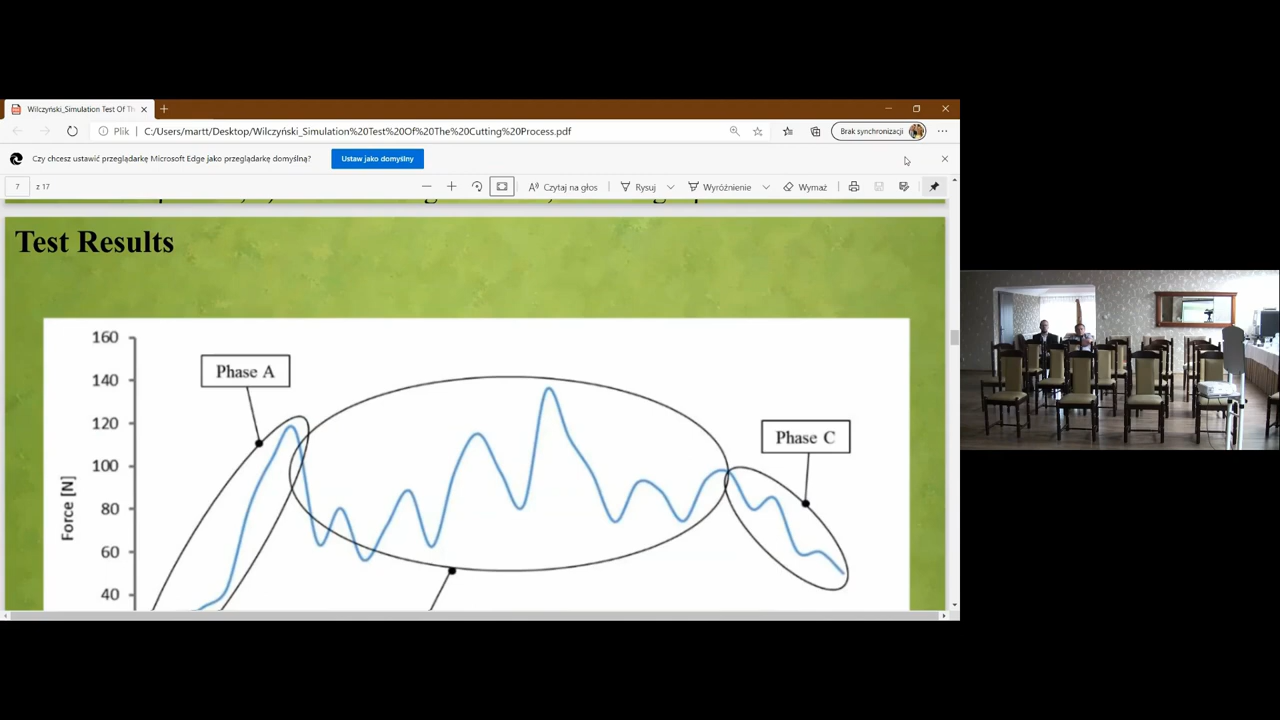 Wilczyński_Simulation Test Of Th
Plik
C:/Users/martt/Desktop/Wilczyński_Simulation%20Test%20Of%20The%20Cutting%20Process.pdf
Brak synchronizacji
Czy chcesz ustawić przeglądarkę Microsoft Edge jako przeglądarkę domyślną?
Ustaw jako domyślny
7 z 17
Czytaj na głos
Rysuj
Wyróżnienie
Wymaż
Test Results
160
140
120
100
80
60
40
Force [N]
Phase A
Phase C